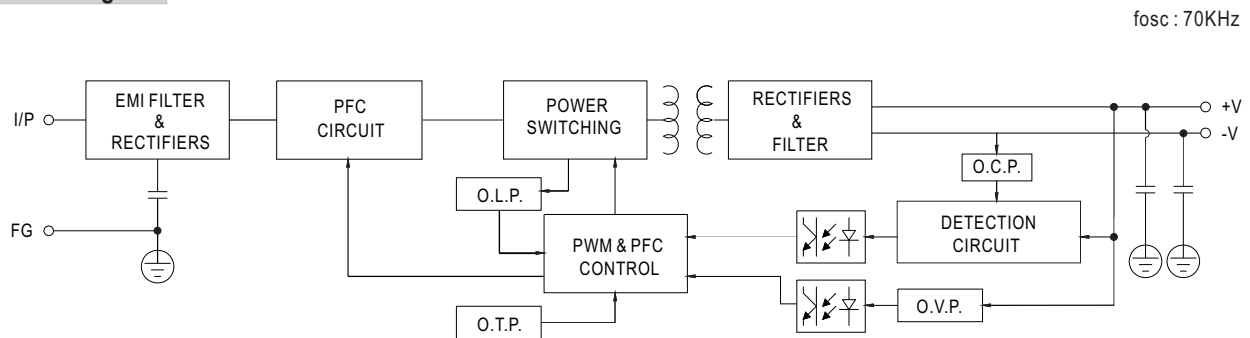 fosc : 70KHz
I/P
EMI FILTER
&
RECTIFIERS
PFC
CIRCUIT
POWER
SWITCHING
RECTIFIERS
&
FILTER
+V
-V
O.C.P.
O.L.P.
DETECTION
CIRCUIT
FG
PWM & PFC
CONTROL
O.T.P.
O.V.P.